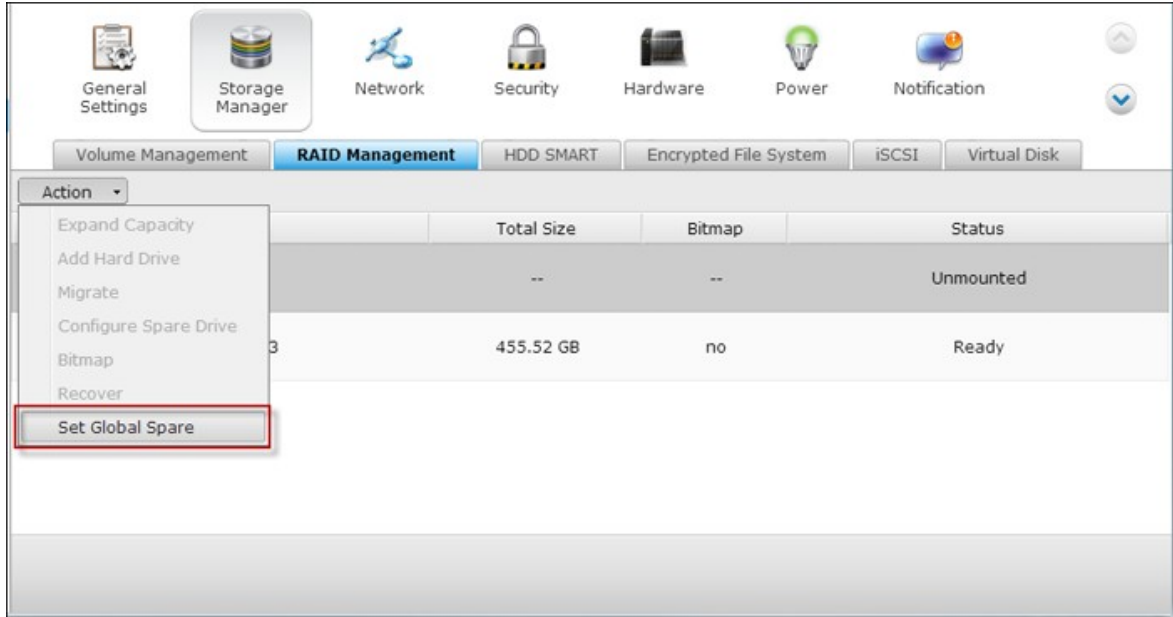 General Settings
Storage Manager
Network
Security
Hardware
Power
Notification
Volume Management
RAID Management
HDD SMART
Encrypted File System
iSCSI
Virtual Disk
Action
Total Size
Bitmap
Status
Expand Capacity
Add Hard Drive
--
--
Unmounted
Migrate
Configure Spare Drive
3
455.52 GB
no
Ready
Bitmap
Recover
Set Global Spare